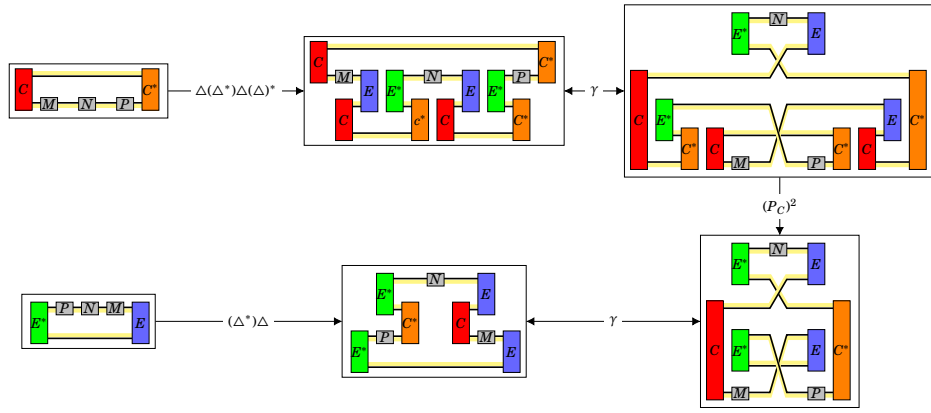 E* N E
C C*
M N P
△(△*)△(△)*
C C*
M E E* N E E* P
C c* C C*
γ
C E* E C*
C* C C* C
M P
(P_C)²
E* P N M E
(△*)△
E* N E
C* C
E* P M E
γ
E* N E
C E* E C*
M P